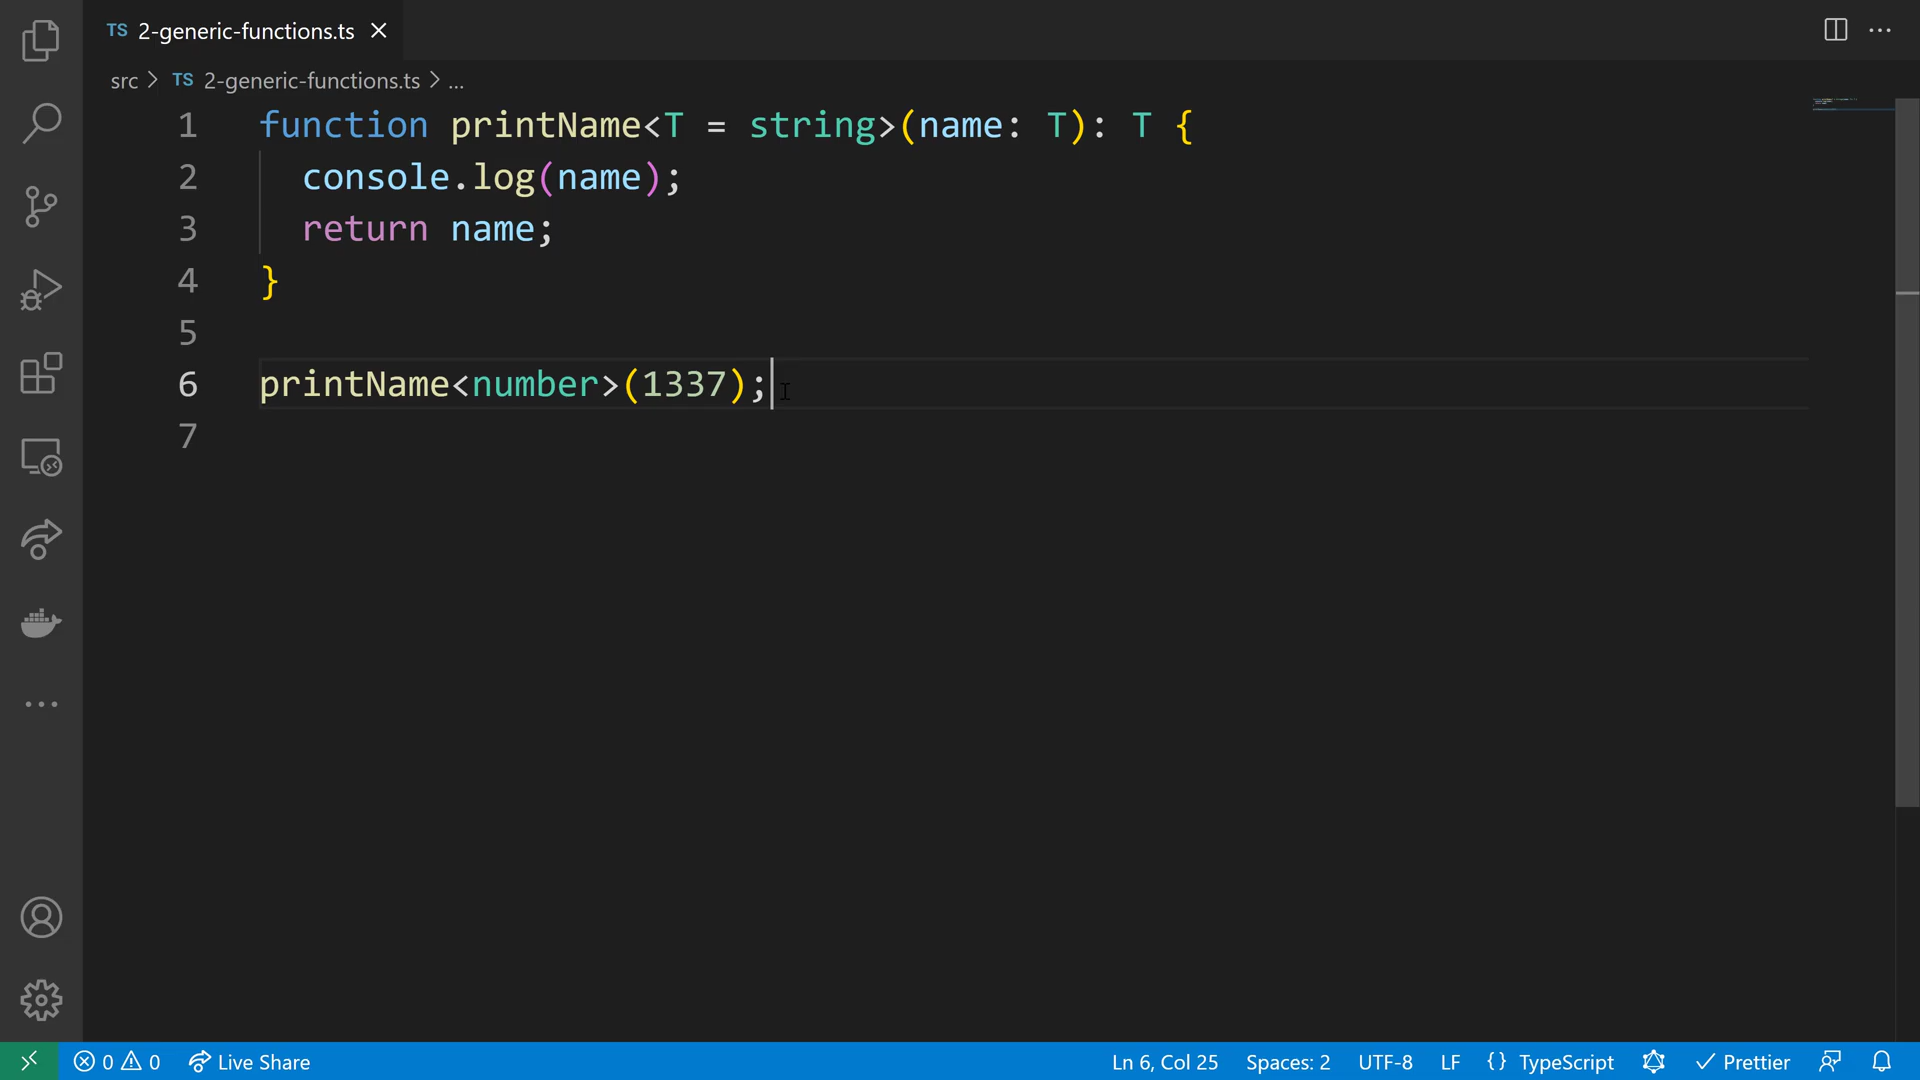 TS 2-generic-functions.ts
src > TS 2-generic-functions.ts > ...
1 function printName<T = string>(name: T): T {
2 console.log(name);
3 return name;
4 }
5
6 printName<number>(1337);
7
0 0 Live Share Ln 6, Col 25 Spaces: 2 UTF-8 LF {} TypeScript Prettier